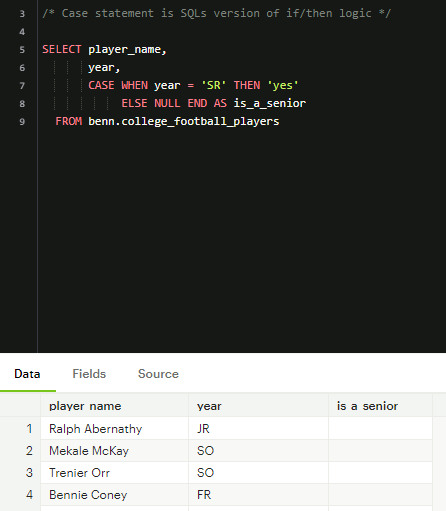 3 /* Case statement is SQLs version of if/then logic */
4
5 SELECT player_name,
6 year,
7 CASE WHEN year = 'SR' THEN 'yes'
8 ELSE NULL END AS is_a_senior
9 FROM benn.college_football_players
Data Fields Source
player name year is a senior
1 Ralph Abernathy JR
2 Mekale McKay SO
3 Trenier Orr SO
4 Bennie Coney FR